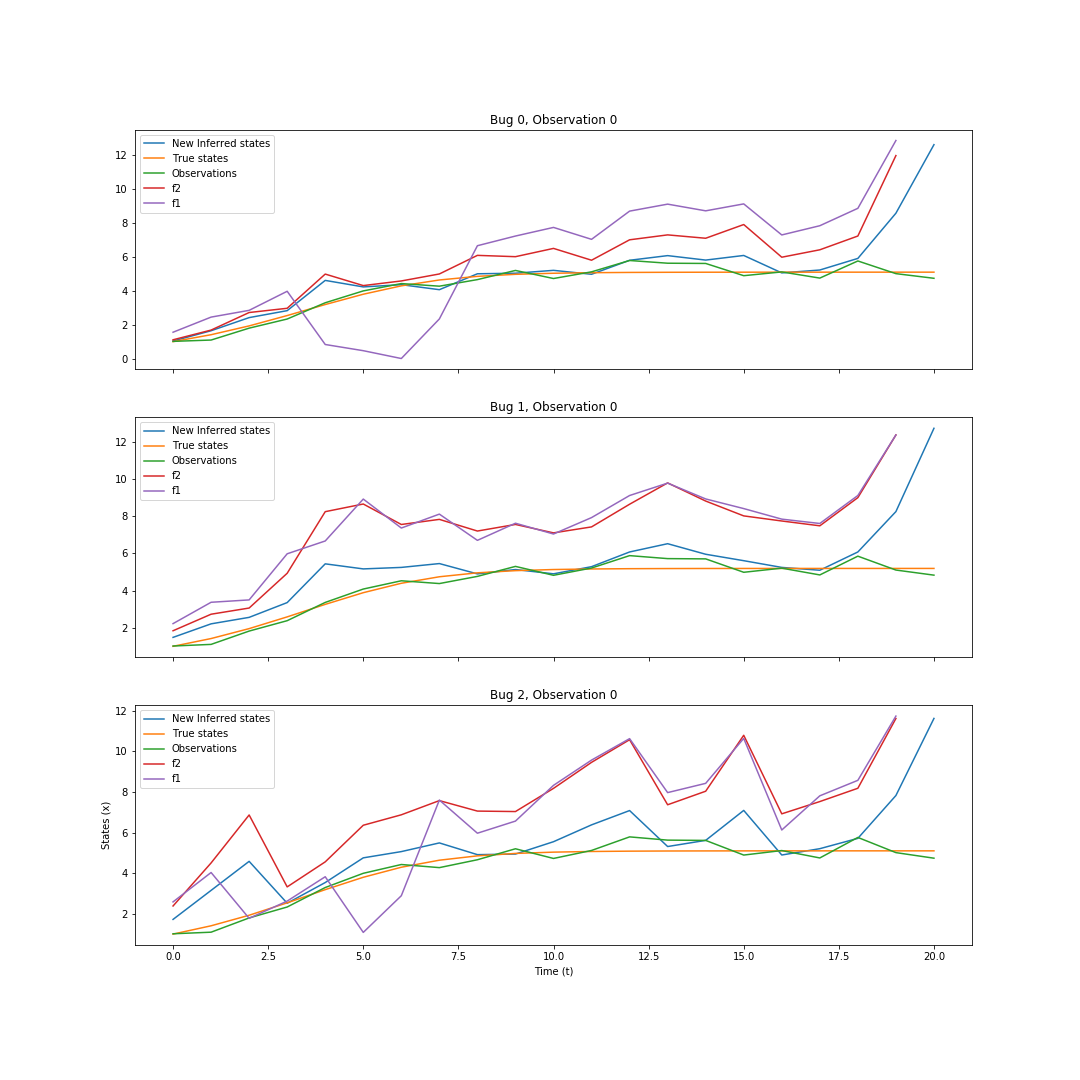 Bug 0, Observation 0
New Inferred states
True states
Observations
f2
f1
12
10
8
6
4
2
0
Bug 1, Observation 0
New Inferred states
True states
Observations
f2
f1
12
10
8
6
4
2
Bug 2, Observation 0
New Inferred states
True states
Observations
f2
f1
12
10
8
6
4
2
States (x)
0.0 2.5 5.0 7.5 10.0 12.5 15.0 17.5 20.0
Time (t)